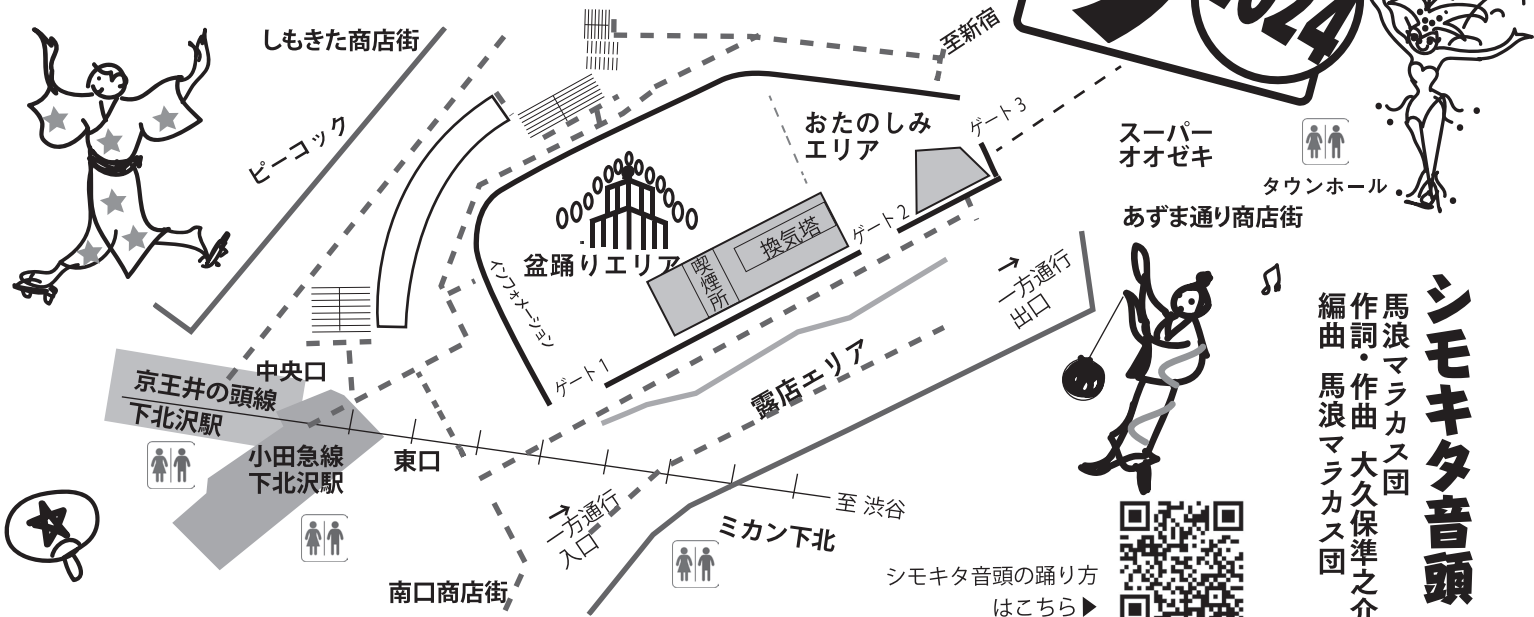 しもきた商店街
ピーコック
至新宿
2024
おたのしみ
エリア
ゲート3
スーパー
オオゼキ
タウンホール
あずま通り商店街
盆踊りエリア
インフォメーション
喫煙所
換気塔
ゲート2
ゲート1
一方通行
出口
露店エリア
中央口
京王井の頭線
下北沢駅
小田急線
下北沢駅
東口
一方通行
入口
至 渋谷
ミカン下北
南口商店街
シモキタ音頭の踊り方
はこちら▶
シモキタ音頭
馬浪マラカス団
作詞・作曲 大久保準之介
編曲 馬浪マラカス団